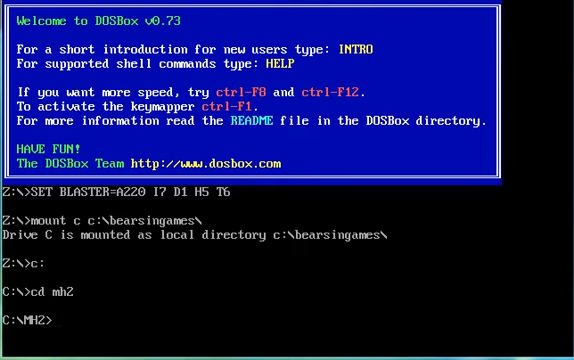 Welcome to DOSBox v0.73
For a short introduction for new users type: INTRO
For supported shell commands type: HELP
If you want more speed, try ctrl-F8 and ctrl-F12.
To activate the keymapper ctrl-F1.
For more information read the README file in the DOSBox directory.
HAVE FUN!
The DOSBox Team http://www.dosbox.com
Z:\>SET BLASTER=A220 I7 D1 H5 T6
Z:\>mount c c:\bearsingames\
Drive C is mounted as local directory c:\bearsingames\
Z:\>c:
C:\>cd mh2
C:\MH2>